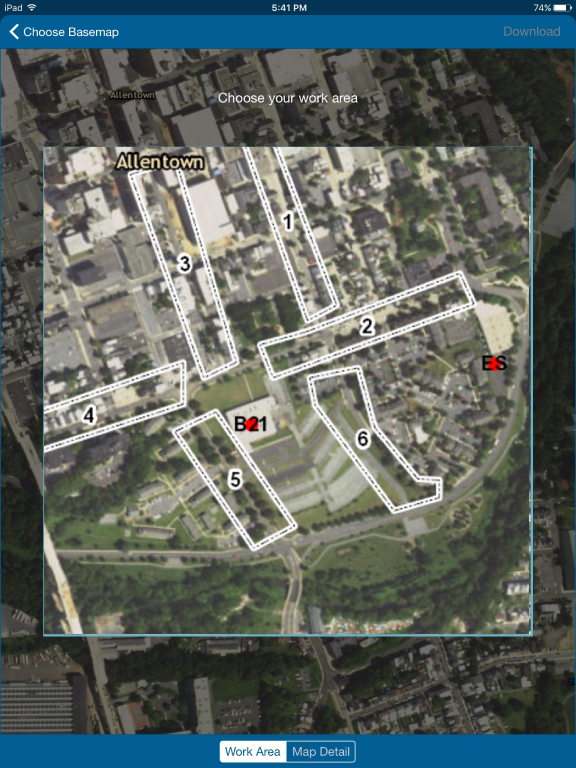 iPad 5:41 PM 74%
Choose Basemap Download
Allentown
Choose your work area
Allentown
1
3
2
ES
4
B21
6
5
Work Area Map Detail